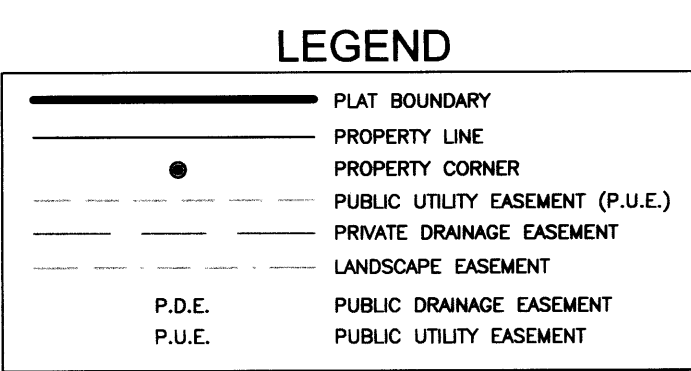 LEGEND
PLAT BOUNDARY
PROPERTY LINE
PROPERTY CORNER
PUBLIC UTILITY EASEMENT (P.U.E.)
PRIVATE DRAINAGE EASEMENT
LANDSCAPE EASEMENT
P.D.E. PUBLIC DRAINAGE EASEMENT
P.U.E. PUBLIC UTILITY EASEMENT